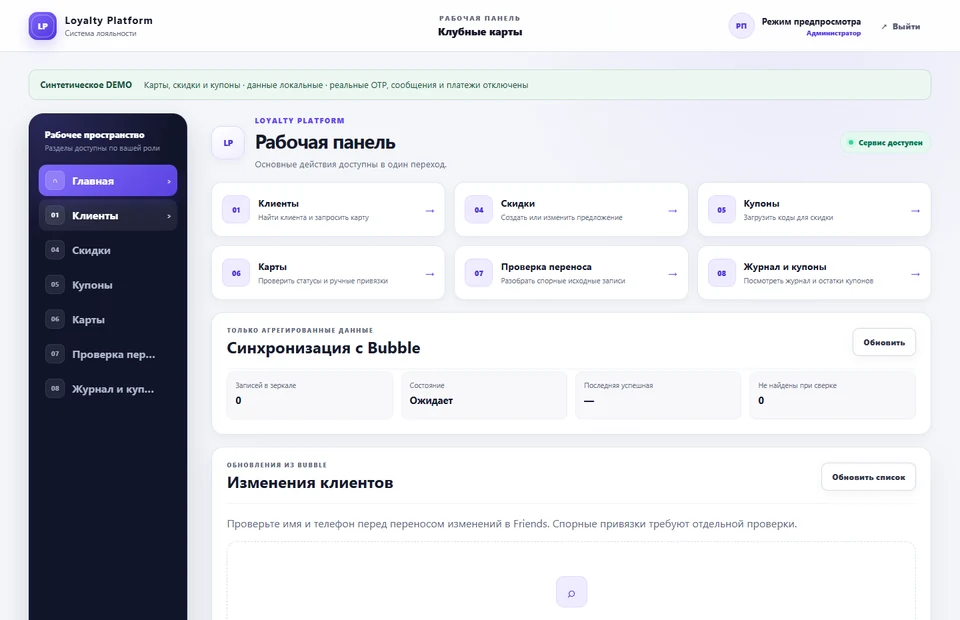 LP
Loyalty Platform
Система лояльности
РАБОЧАЯ ПАНЕЛЬ
Клубные карты
РП
Режим предпросмотра
Администратор
↗ Выйти
Синтетическое DEMO Карты, скидки и купоны · данные локальные · реальные OTP, сообщения и платежи отключены
Рабочее пространство
Разделы доступны по вашей роли
Главная ›
01 Клиенты ›
04 Скидки
05 Купоны
06 Карты
07 Проверка пер...
08 Журнал и куп...
LP
LOYALTY PLATFORM
Рабочая панель
Основные действия доступны в один переход.
Сервис доступен
01 Клиенты
Найти клиента и запросить карту
→
04 Скидки
Создать или изменить предложение
→
05 Купоны
Загрузить коды для скидки
→
06 Карты
Проверить статусы и ручные привязки
→
07 Проверка переноса
Разобрать спорные исходные записи
→
08 Журнал и купоны
Посмотреть журнал и остатки купонов
→
ТОЛЬКО АГРЕГИРОВАННЫЕ ДАННЫЕ
Синхронизация с Bubble
Обновить
Записей в зеркале
0
Состояние
Ожидает
Последняя успешная
—
Не найдены при сверке
0
ОБНОВЛЕНИЯ ИЗ BUBBLE
Изменения клиентов
Обновить список
Проверьте имя и телефон перед переносом изменений в Friends. Спорные привязки требуют отдельной проверки.